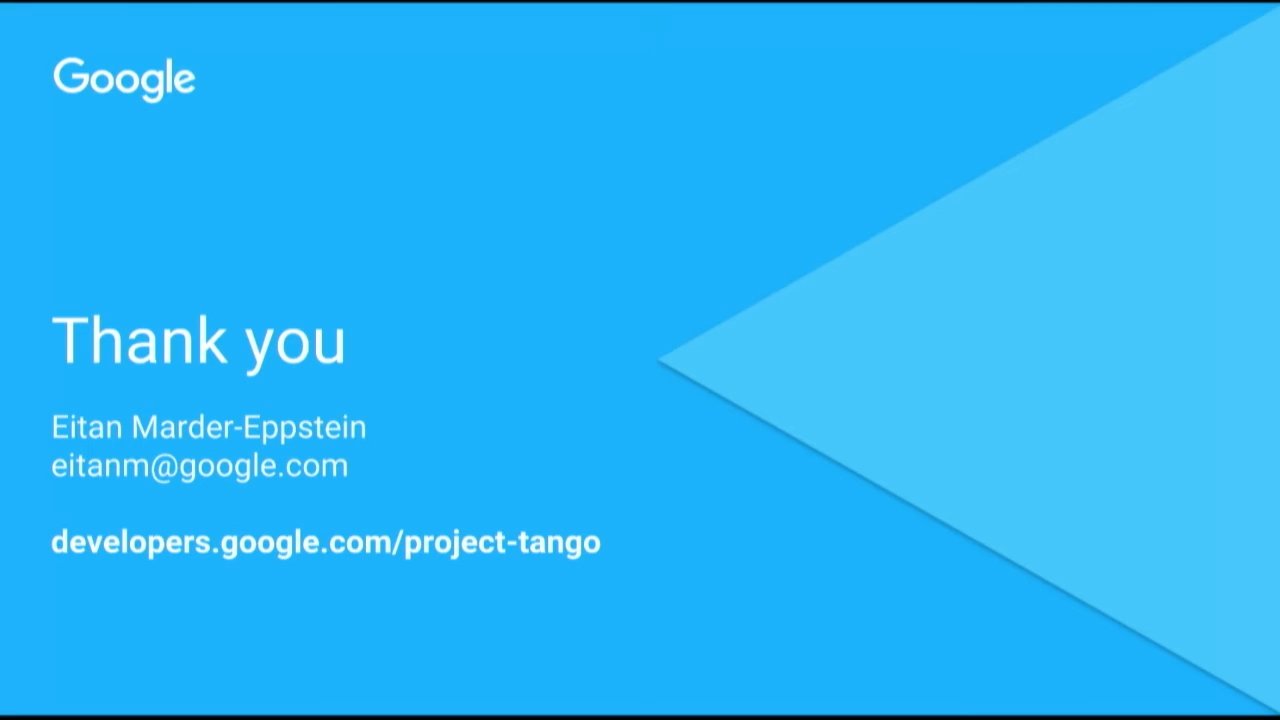 Google
Thank you
Eitan Marder-Eppstein
eitanm@google.com
developers.google.com/project-tango